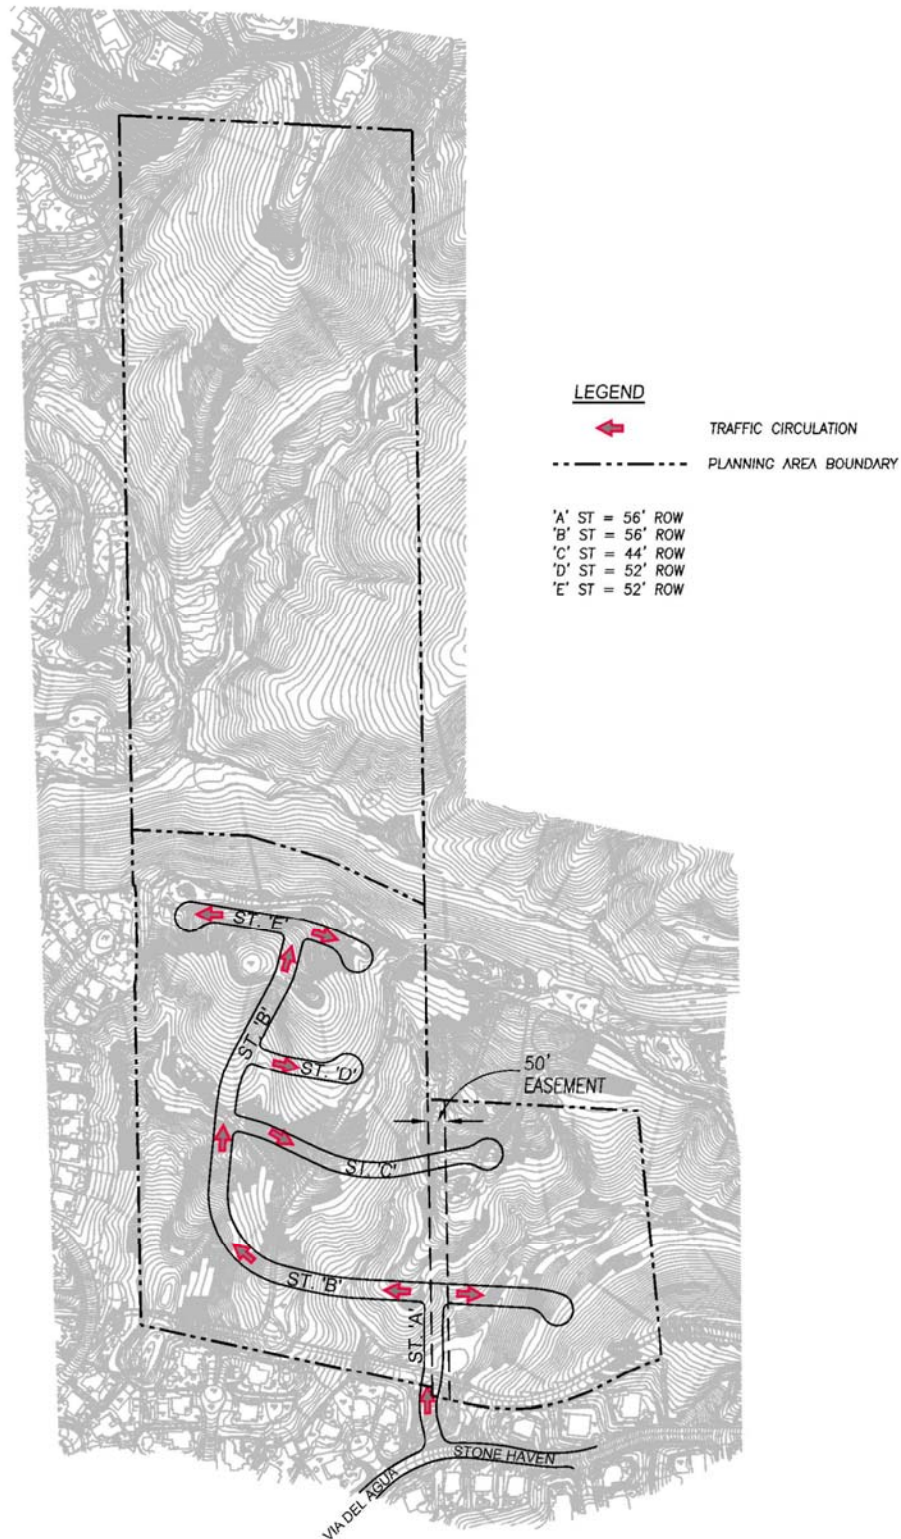 LEGEND
TRAFFIC CIRCULATION
PLANNING AREA BOUNDARY
'A' ST = 56' ROW
'B' ST = 56' ROW
'C' ST = 44' ROW
'D' ST = 52' ROW
'E' ST = 52' ROW
ST. 'E'
ST. 'B'
ST. 'D'
50'
EASEMENT
ST. 'C'
ST. 'B'
ST. 'A'
STONE HAVEN
VIA DEL AGUA